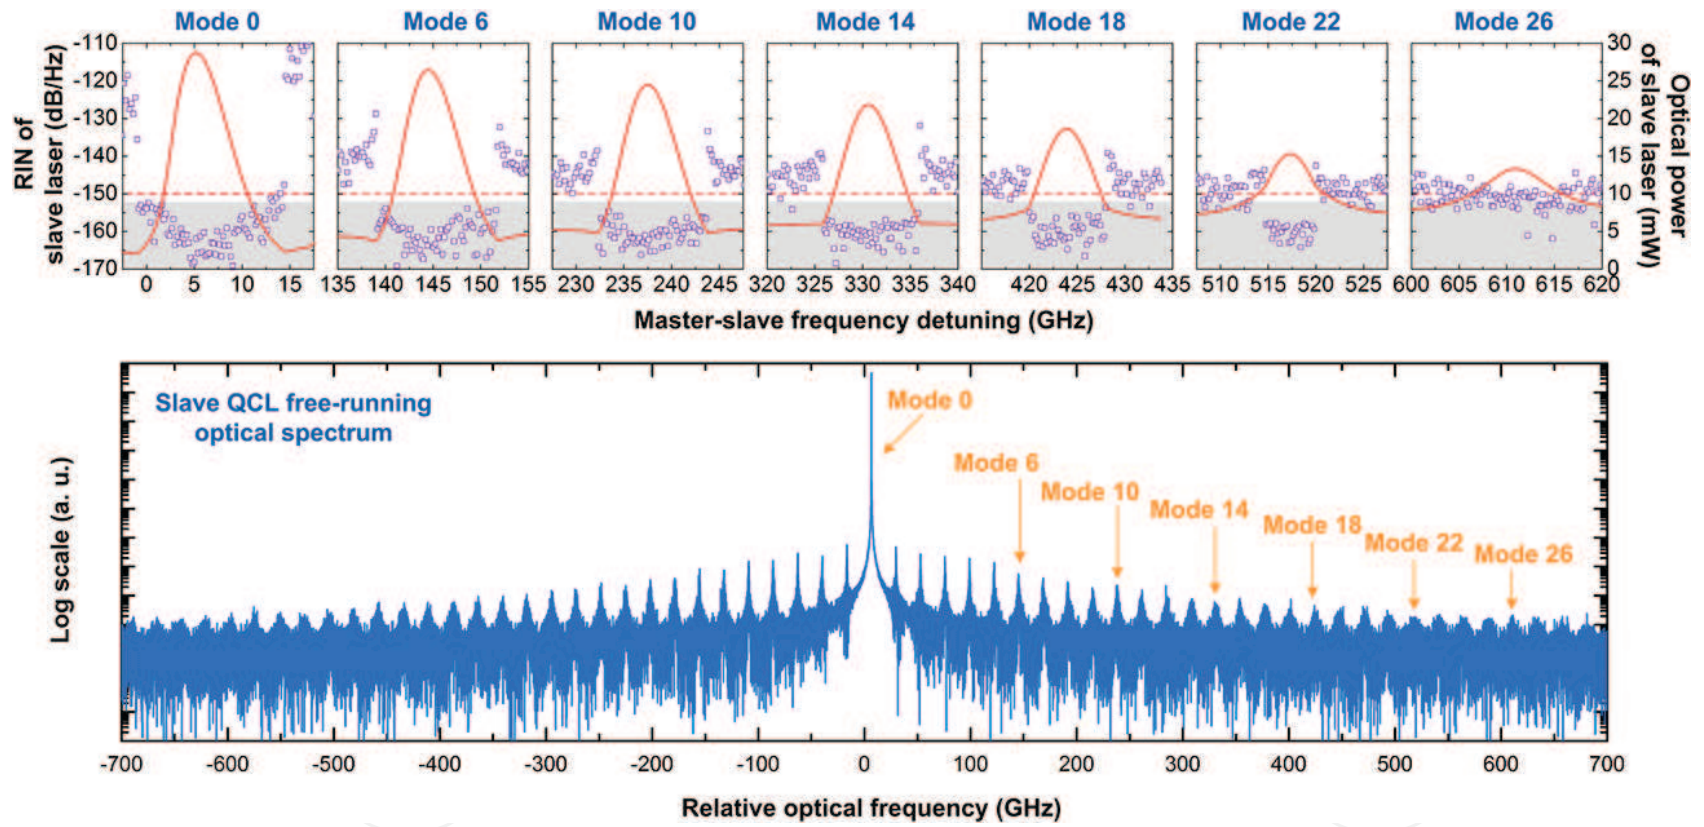 Mode 0 Mode 6 Mode 10 Mode 14 Mode 18 Mode 22 Mode 26
RIN of
slave laser (dB/Hz)
-110
-120
-130
-140
-150
-160
-170
30
25
20
15
10
5
0
Optical power
of slave laser (mW)
0 5 10 15 135 140 145 150 155 230 235 240 245 320 325 330 335 340 420 425 430 435 510 515 520 525 600 605 610 615 620
Master-slave frequency detuning (GHz)
Slave QCL free-running
optical spectrum
Mode 0
Mode 6
Mode 10
Mode 14
Mode 18
Mode 22
Mode 26
Log scale (a. u.)
-700 -600 -500 -400 -300 -200 -100 0 100 200 300 400 500 600 700
Relative optical frequency (GHz)